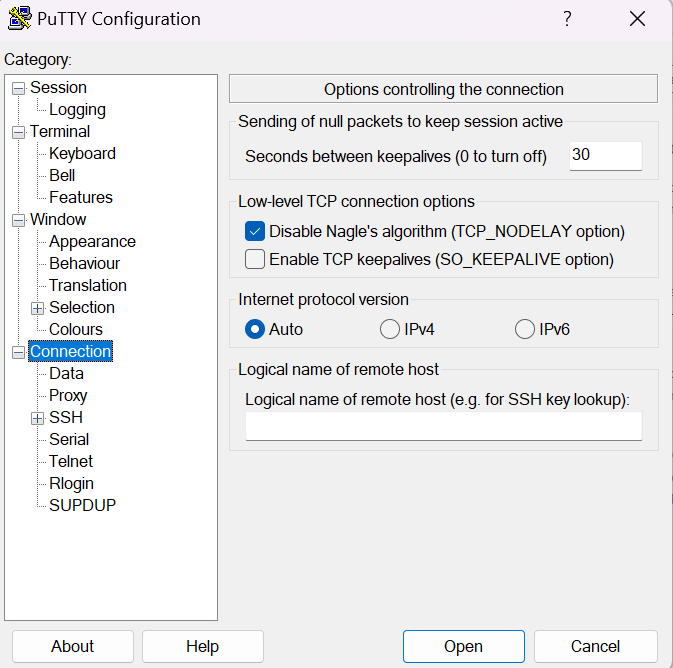 PuTTY Configuration
?
Category:
Session
Logging
Terminal
Keyboard
Bell
Features
Window
Appearance
Behaviour
Translation
Selection
Colours
Connection
Data
Proxy
SSH
Serial
Telnet
Rlogin
SUPDUP
Options controlling the connection
Sending of null packets to keep session active
Seconds between keepalives (0 to turn off) 30
Low-level TCP connection options
Disable Nagle's algorithm (TCP_NODELAY option)
Enable TCP keepalives (SO_KEEPALIVE option)
Internet protocol version
Auto IPv4 IPv6
Logical name of remote host
Logical name of remote host (e.g. for SSH key lookup):
About Help Open Cancel